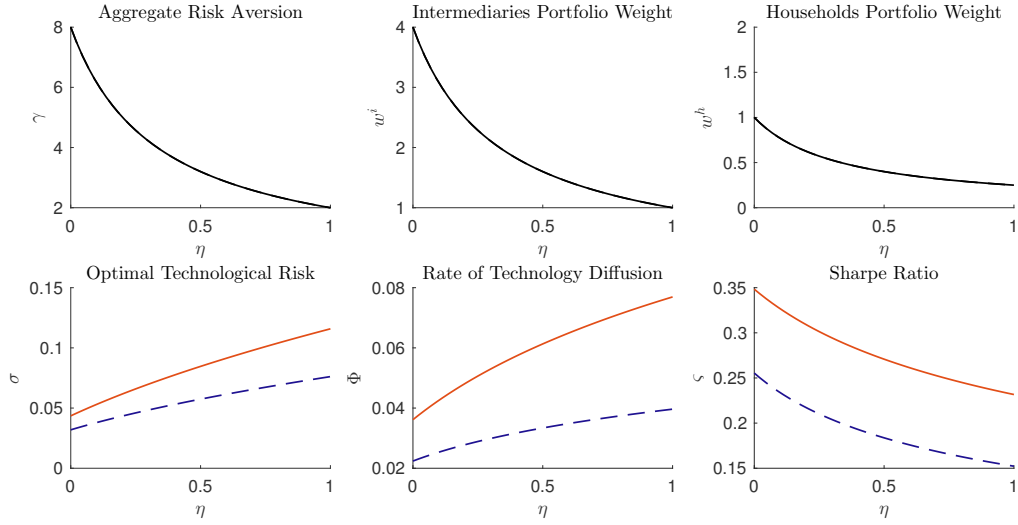 Aggregate Risk Aversion
8
6
4
2
γ
0
0.5
1
η
Intermediaries Portfolio Weight
4
3
2
1
w^i
0
0.5
1
η
Households Portfolio Weight
2
1.5
1
0.5
0
w^h
0
0.5
1
η
Optimal Technological Risk
0.15
0.1
0.05
0
σ
0
0.5
1
η
Rate of Technology Diffusion
0.08
0.06
0.04
0.02
Φ
0
0.5
1
η
Sharpe Ratio
0.35
0.3
0.25
0.2
0.15
ς
0
0.5
1
η